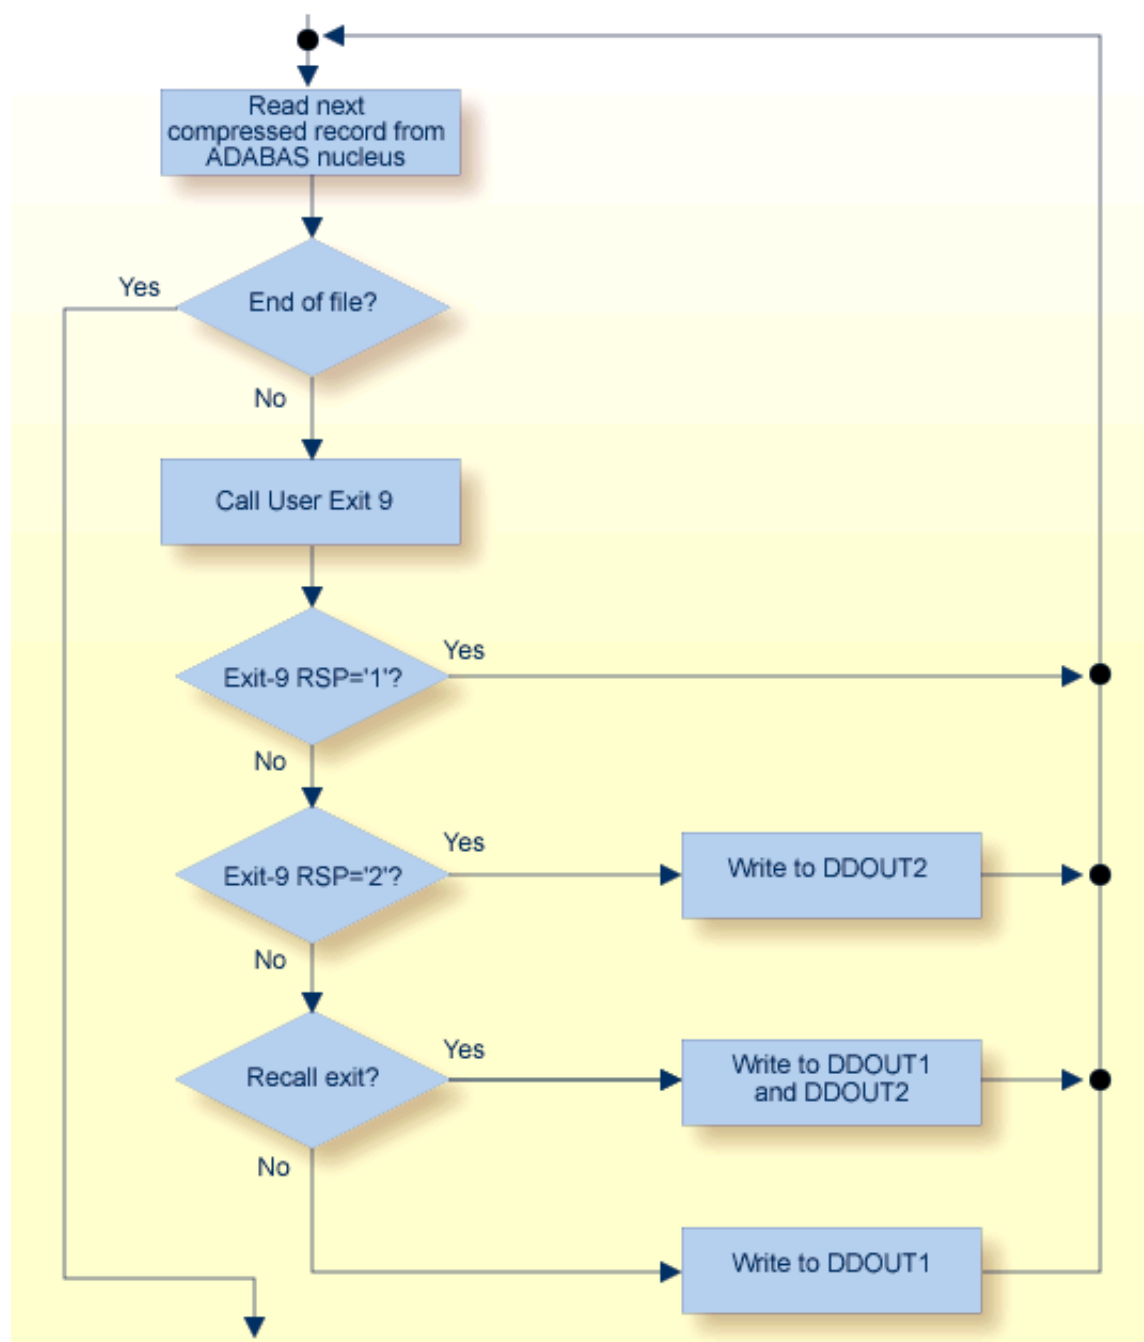 Read next
compressed record from
ADABAS nucleus
Yes
End of file?
No
Call User Exit 9
Yes
Exit-9 RSP='1'?
No
Yes
Exit-9 RSP='2'?
Write to DDOUT2
No
Yes
Recall exit?
Write to DDOUT1
and DDOUT2
No
Write to DDOUT1